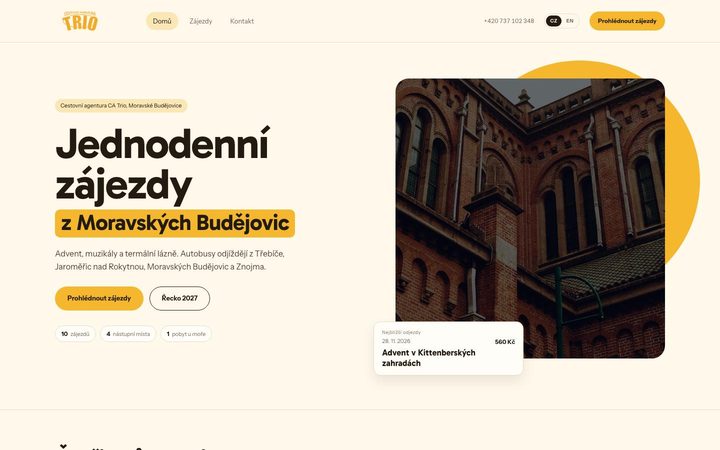 TRIO
Domů
Zájezdy
Kontakt
+420 737 102 348
CZ
EN
Prohlédnout zájezdy
Cestovní agentura CA Trio, Moravské Budějovice
Jednodenní
zájezdy
z Moravských Budějovic
Advent, muzikály a termální lázně. Autobusy odjíždějí z Třebíče,
Jaroměřic nad Rokytnou, Moravských Budějovic a Znojma.
Prohlédnout zájezdy
Řecko 2027
10 zájezdů
4 nástupní místa
1 pobyt u moře
Nejbližší odjezdy
28. 11. 2026
560 Kč
Advent v Kittenberských
zahradách